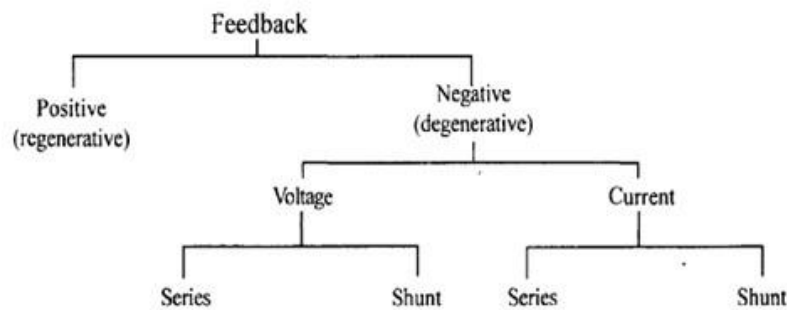 Feedback
Positive
(regenerative)
Negative
(degenerative)
Voltage
Current
Series
Shunt
Series
Shunt